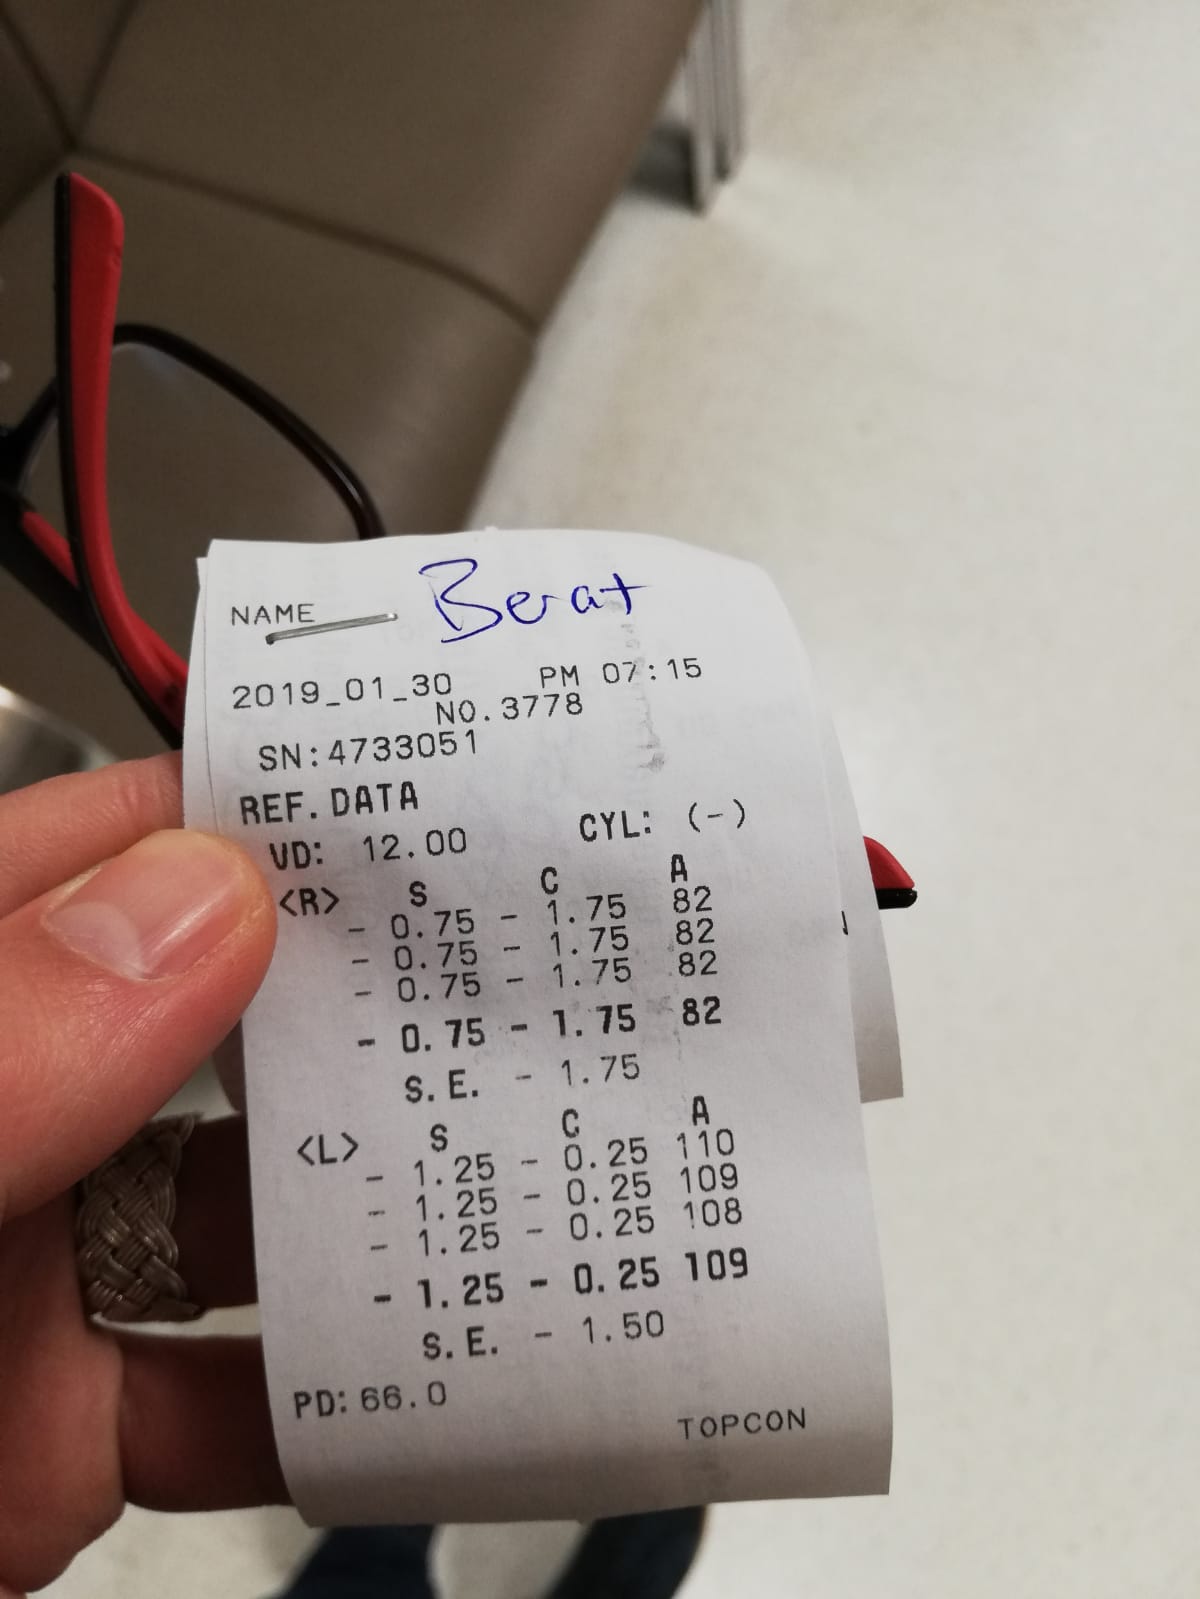 NAME Berat
2019_01_30 PM 07:15
NO.3778
SN:4733051
REF. DATA
VD: 12.00 CYL: (-)
<R> S C A
- 0.75 - 1.75 82
- 0.75 - 1.75 82
- 0.75 - 1.75 82
- 0.75 - 1.75 82
S.E. - 1.75
<L> S C A
- 1.25 - 0.25 110
- 1.25 - 0.25 109
- 1.25 - 0.25 108
- 1.25 - 0.25 109
S.E. - 1.50
PD: 66.0
TOPCON